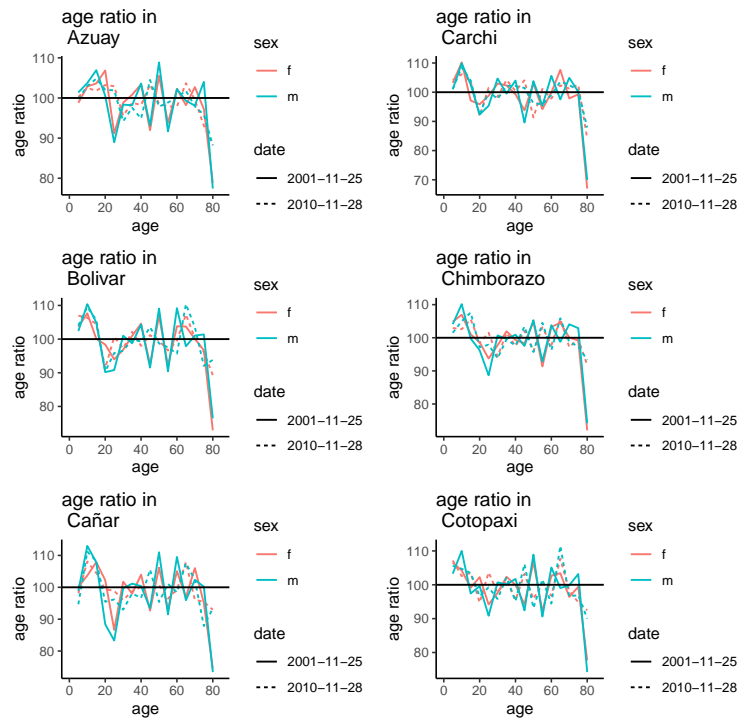 age ratio in
Azuay
110
100
90
80
0 20 40 60 80
age
age ratio
sex
f
m
date
2001−11−25
2010−11−28
age ratio in
Carchi
110
100
90
80
70
0 20 40 60 80
age
age ratio
sex
f
m
date
2001−11−25
2010−11−28
age ratio in
Bolivar
110
100
90
80
0 20 40 60 80
age
age ratio
sex
f
m
date
2001−11−25
2010−11−28
age ratio in
Chimborazo
110
100
90
80
0 20 40 60 80
age
age ratio
sex
f
m
date
2001−11−25
2010−11−28
age ratio in
Cañar
110
100
90
80
0 20 40 60 80
age
age ratio
sex
f
m
date
2001−11−25
2010−11−28
age ratio in
Cotopaxi
110
100
90
80
0 20 40 60 80
age
age ratio
sex
f
m
date
2001−11−25
2010−11−28